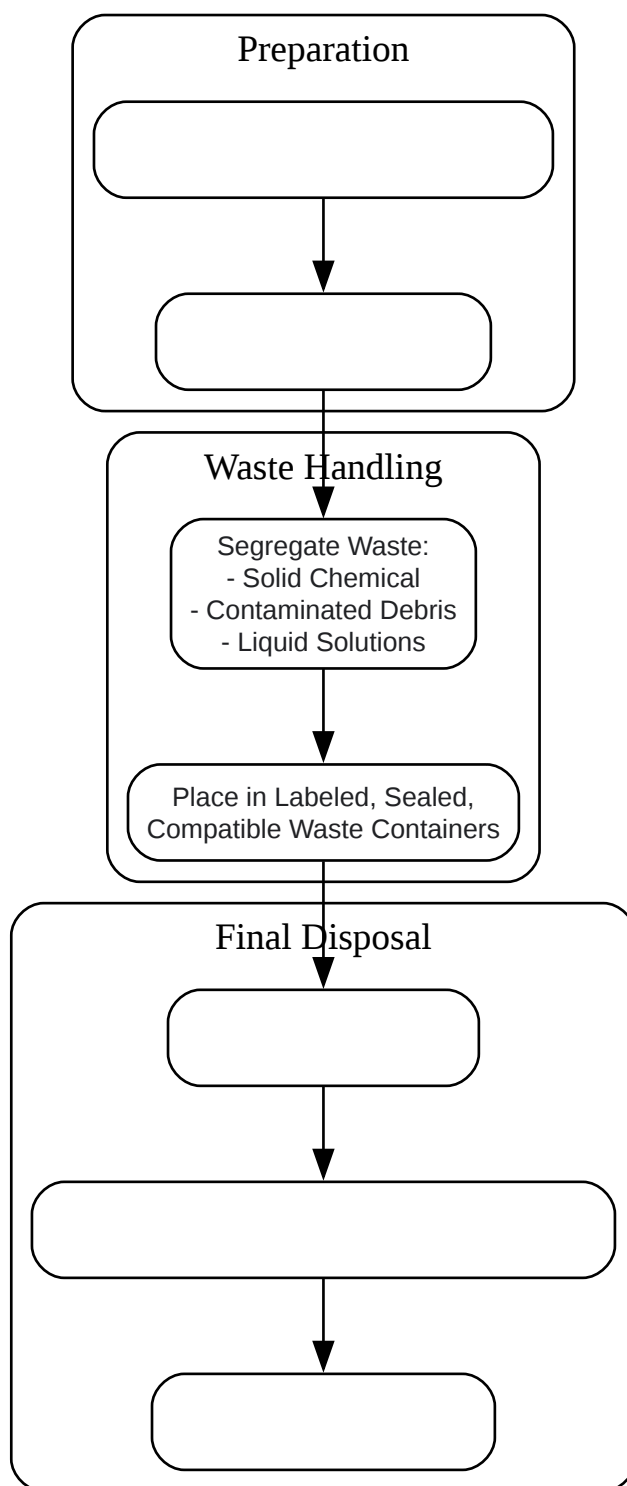 Preparation
Waste Handling
Segregate Waste:
- Solid Chemical
- Contaminated Debris
- Liquid Solutions
Place in Labeled, Sealed,
Compatible Waste Containers
Final Disposal